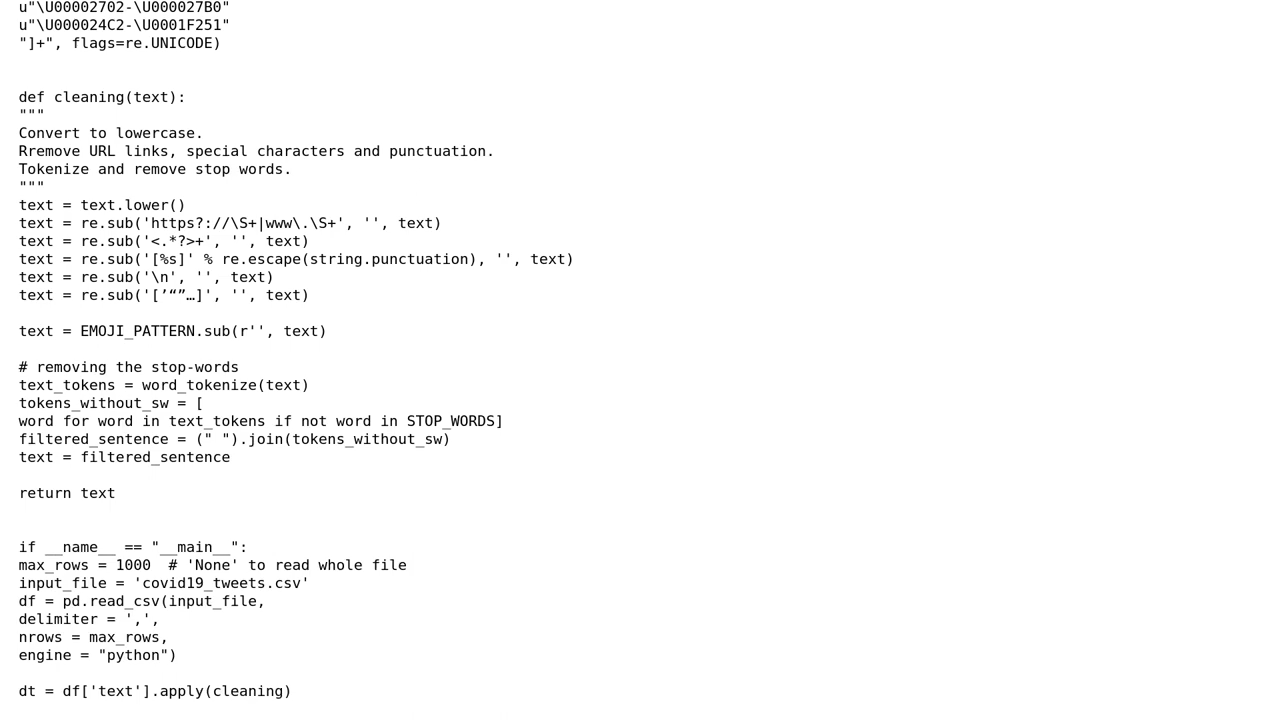 u"\U00002702-\U000027B0"
u"\U000024C2-\U0001F251"
"]+", flags=re.UNICODE)
def cleaning(text):
"""
Convert to lowercase.
Rremove URL links, special characters and punctuation.
Tokenize and remove stop words.
"""
text = text.lower()
text = re.sub('https?://\S+|www\.\S+', '', text)
text = re.sub('<.*?>+', '', text)
text = re.sub('[%s]' % re.escape(string.punctuation), '', text)
text = re.sub('\n', '', text)
text = re.sub('[’“”…]', '', text)
text = EMOJI_PATTERN.sub(r'', text)
# removing the stop-words
text_tokens = word_tokenize(text)
tokens_without_sw = [
word for word in text_tokens if not word in STOP_WORDS]
filtered_sentence = (" ").join(tokens_without_sw)
text = filtered_sentence
return text
if __name__ == "__main__":
max_rows = 1000  # 'None' to read whole file
input_file = 'covid19_tweets.csv'
df = pd.read_csv(input_file,
delimiter = ',',
nrows = max_rows,
engine = "python")
dt = df['text'].apply(cleaning)